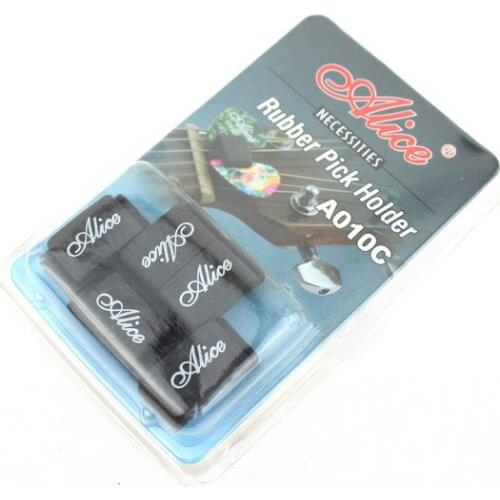 Alice ®
NECESSITIES
Rubber Pick Holder
A010C
Alice
Alice
Alice
Alice
Alice